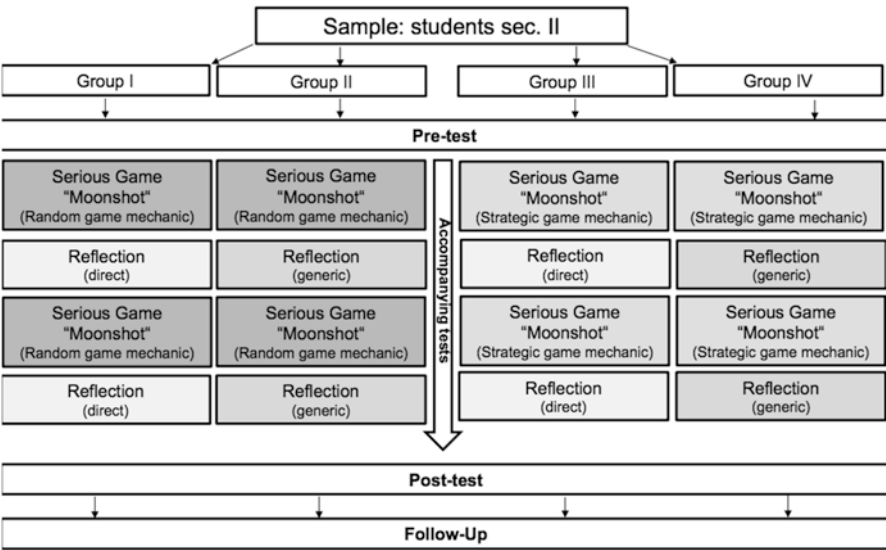 Sample: students sec. II
Group I
Group II
Group III
Group IV
Pre-test
Serious Game
"Moonshot"
(Random game mechanic)
Serious Game
"Moonshot"
(Random game mechanic)
Accompanying tests
Serious Game
"Moonshot"
(Strategic game mechanic)
Serious Game
"Moonshot"
(Strategic game mechanic)
Reflection
(direct)
Reflection
(generic)
Reflection
(direct)
Reflection
(generic)
Serious Game
"Moonshot"
(Random game mechanic)
Serious Game
"Moonshot"
(Random game mechanic)
Serious Game
"Moonshot"
(Strategic game mechanic)
Serious Game
"Moonshot"
(Strategic game mechanic)
Reflection
(direct)
Reflection
(generic)
Reflection
(direct)
Reflection
(generic)
Post-test
Follow-Up